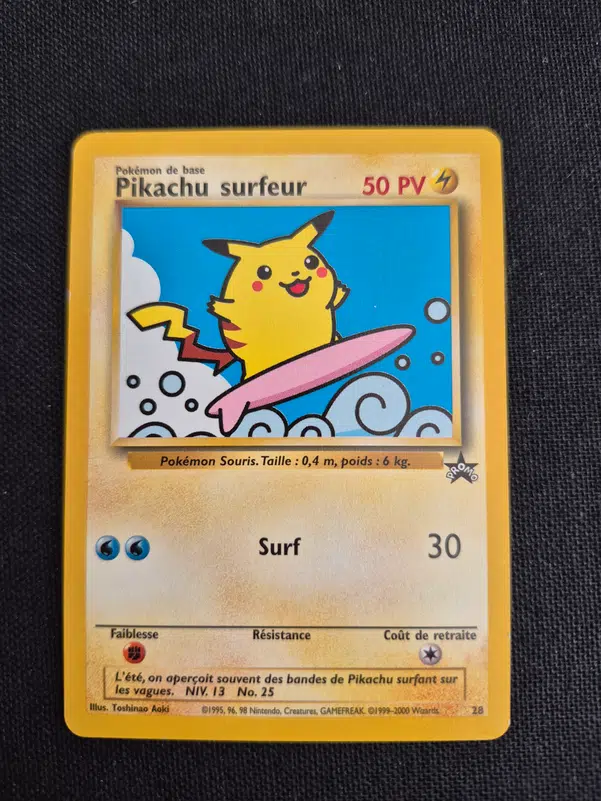 Pokémon de base
Pikachu surfeur 50 PV
Pokémon Souris. Taille : 0,4 m, poids : 6 kg.
PROMO
Surf 30
Faiblesse Résistance Coût de retraite
L'été, on aperçoit souvent des bandes de Pikachu surfant sur
les vagues. NIV. 13 No. 25
Illus. Toshinao Aoki ©1995, 96, 98 Nintendo, Creatures, GAMEFREAK. ©1999-2000 Wizards. 28